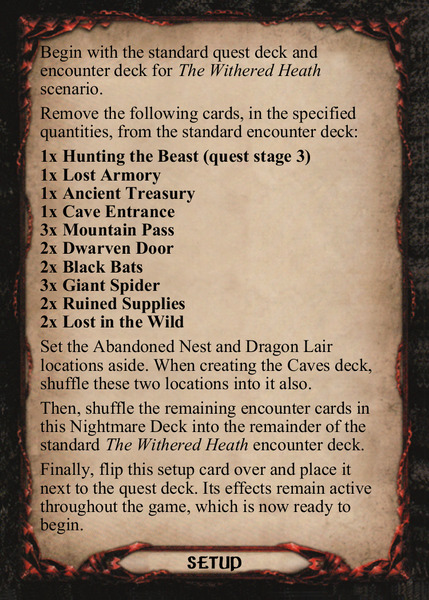 Begin with the standard quest deck and
encounter deck for The Withered Heath
scenario.
Remove the following cards, in the specified
quantities, from the standard encounter deck:
1x Hunting the Beast (quest stage 3)
1x Lost Armory
1x Ancient Treasury
1x Cave Entrance
3x Mountain Pass
2x Dwarven Door
2x Black Bats
3x Giant Spider
2x Ruined Supplies
2x Lost in the Wild
Set the Abandoned Nest and Dragon Lair
locations aside. When creating the Caves deck,
shuffle these two locations into it also.
Then, shuffle the remaining encounter cards in
this Nightmare Deck into the remainder of the
standard The Withered Heath encounter deck.
Finally, flip this setup card over and place it
next to the quest deck. Its effects remain active
throughout the game, which is now ready to
begin.
SETUP